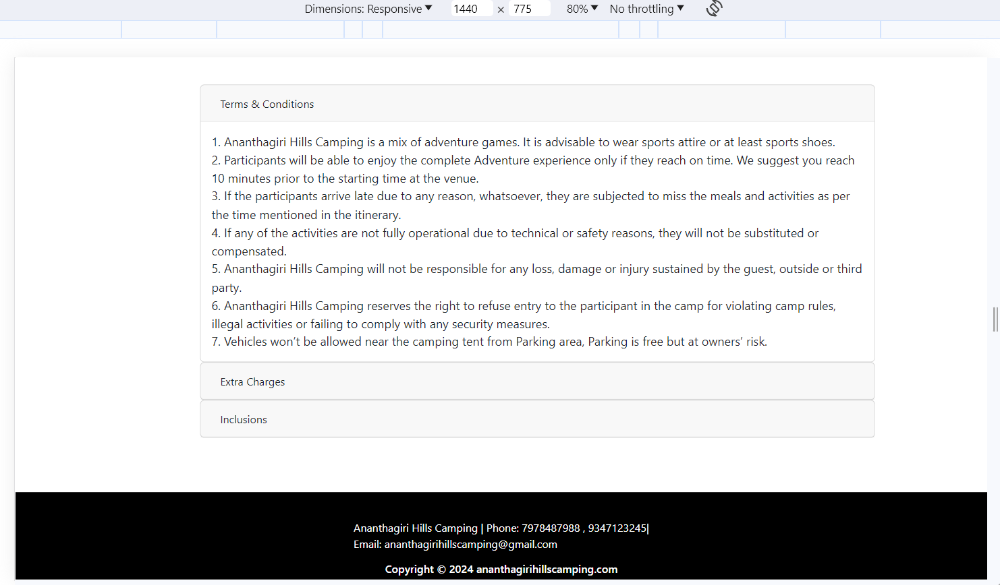 Dimensions: Responsive ▼ 1440 × 775 80% ▼ No throttling ▼
Terms & Conditions
1. Ananthagiri Hills Camping is a mix of adventure games. It is advisable to wear sports attire or at least sports shoes.
2. Participants will be able to enjoy the complete Adventure experience only if they reach on time. We suggest you reach
10 minutes prior to the starting time at the venue.
3. If the participants arrive late due to any reason, whatsoever, they are subjected to miss the meals and activities as per
the time mentioned in the itinerary.
4. If any of the activities are not fully operational due to technical or safety reasons, they will not be substituted or
compensated.
5. Ananthagiri Hills Camping will not be responsible for any loss, damage or injury sustained by the guest, outside or third
party.
6. Ananthagiri Hills Camping reserves the right to refuse entry to the participant in the camp for violating camp rules,
illegal activities or failing to comply with any security measures.
7. Vehicles won’t be allowed near the camping tent from Parking area, Parking is free but at owners’ risk.
Extra Charges
Inclusions
Ananthagiri Hills Camping | Phone: 7978487988 , 9347123245|
Email: ananthagirihillscamping@gmail.com
Copyright © 2024 ananthagirihillscamping.com